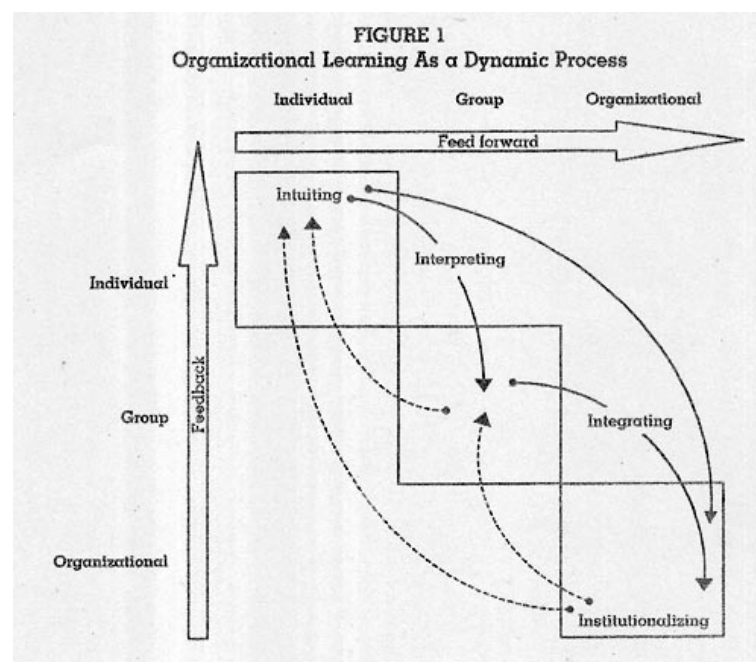 FIGURE 1
Organizational Learning As a Dynamic Process
Individual Group Organizational
Feed forward
Intuiting
Interpreting
Individual
Feedback
Group
Integrating
Organizational
Institutionalizing